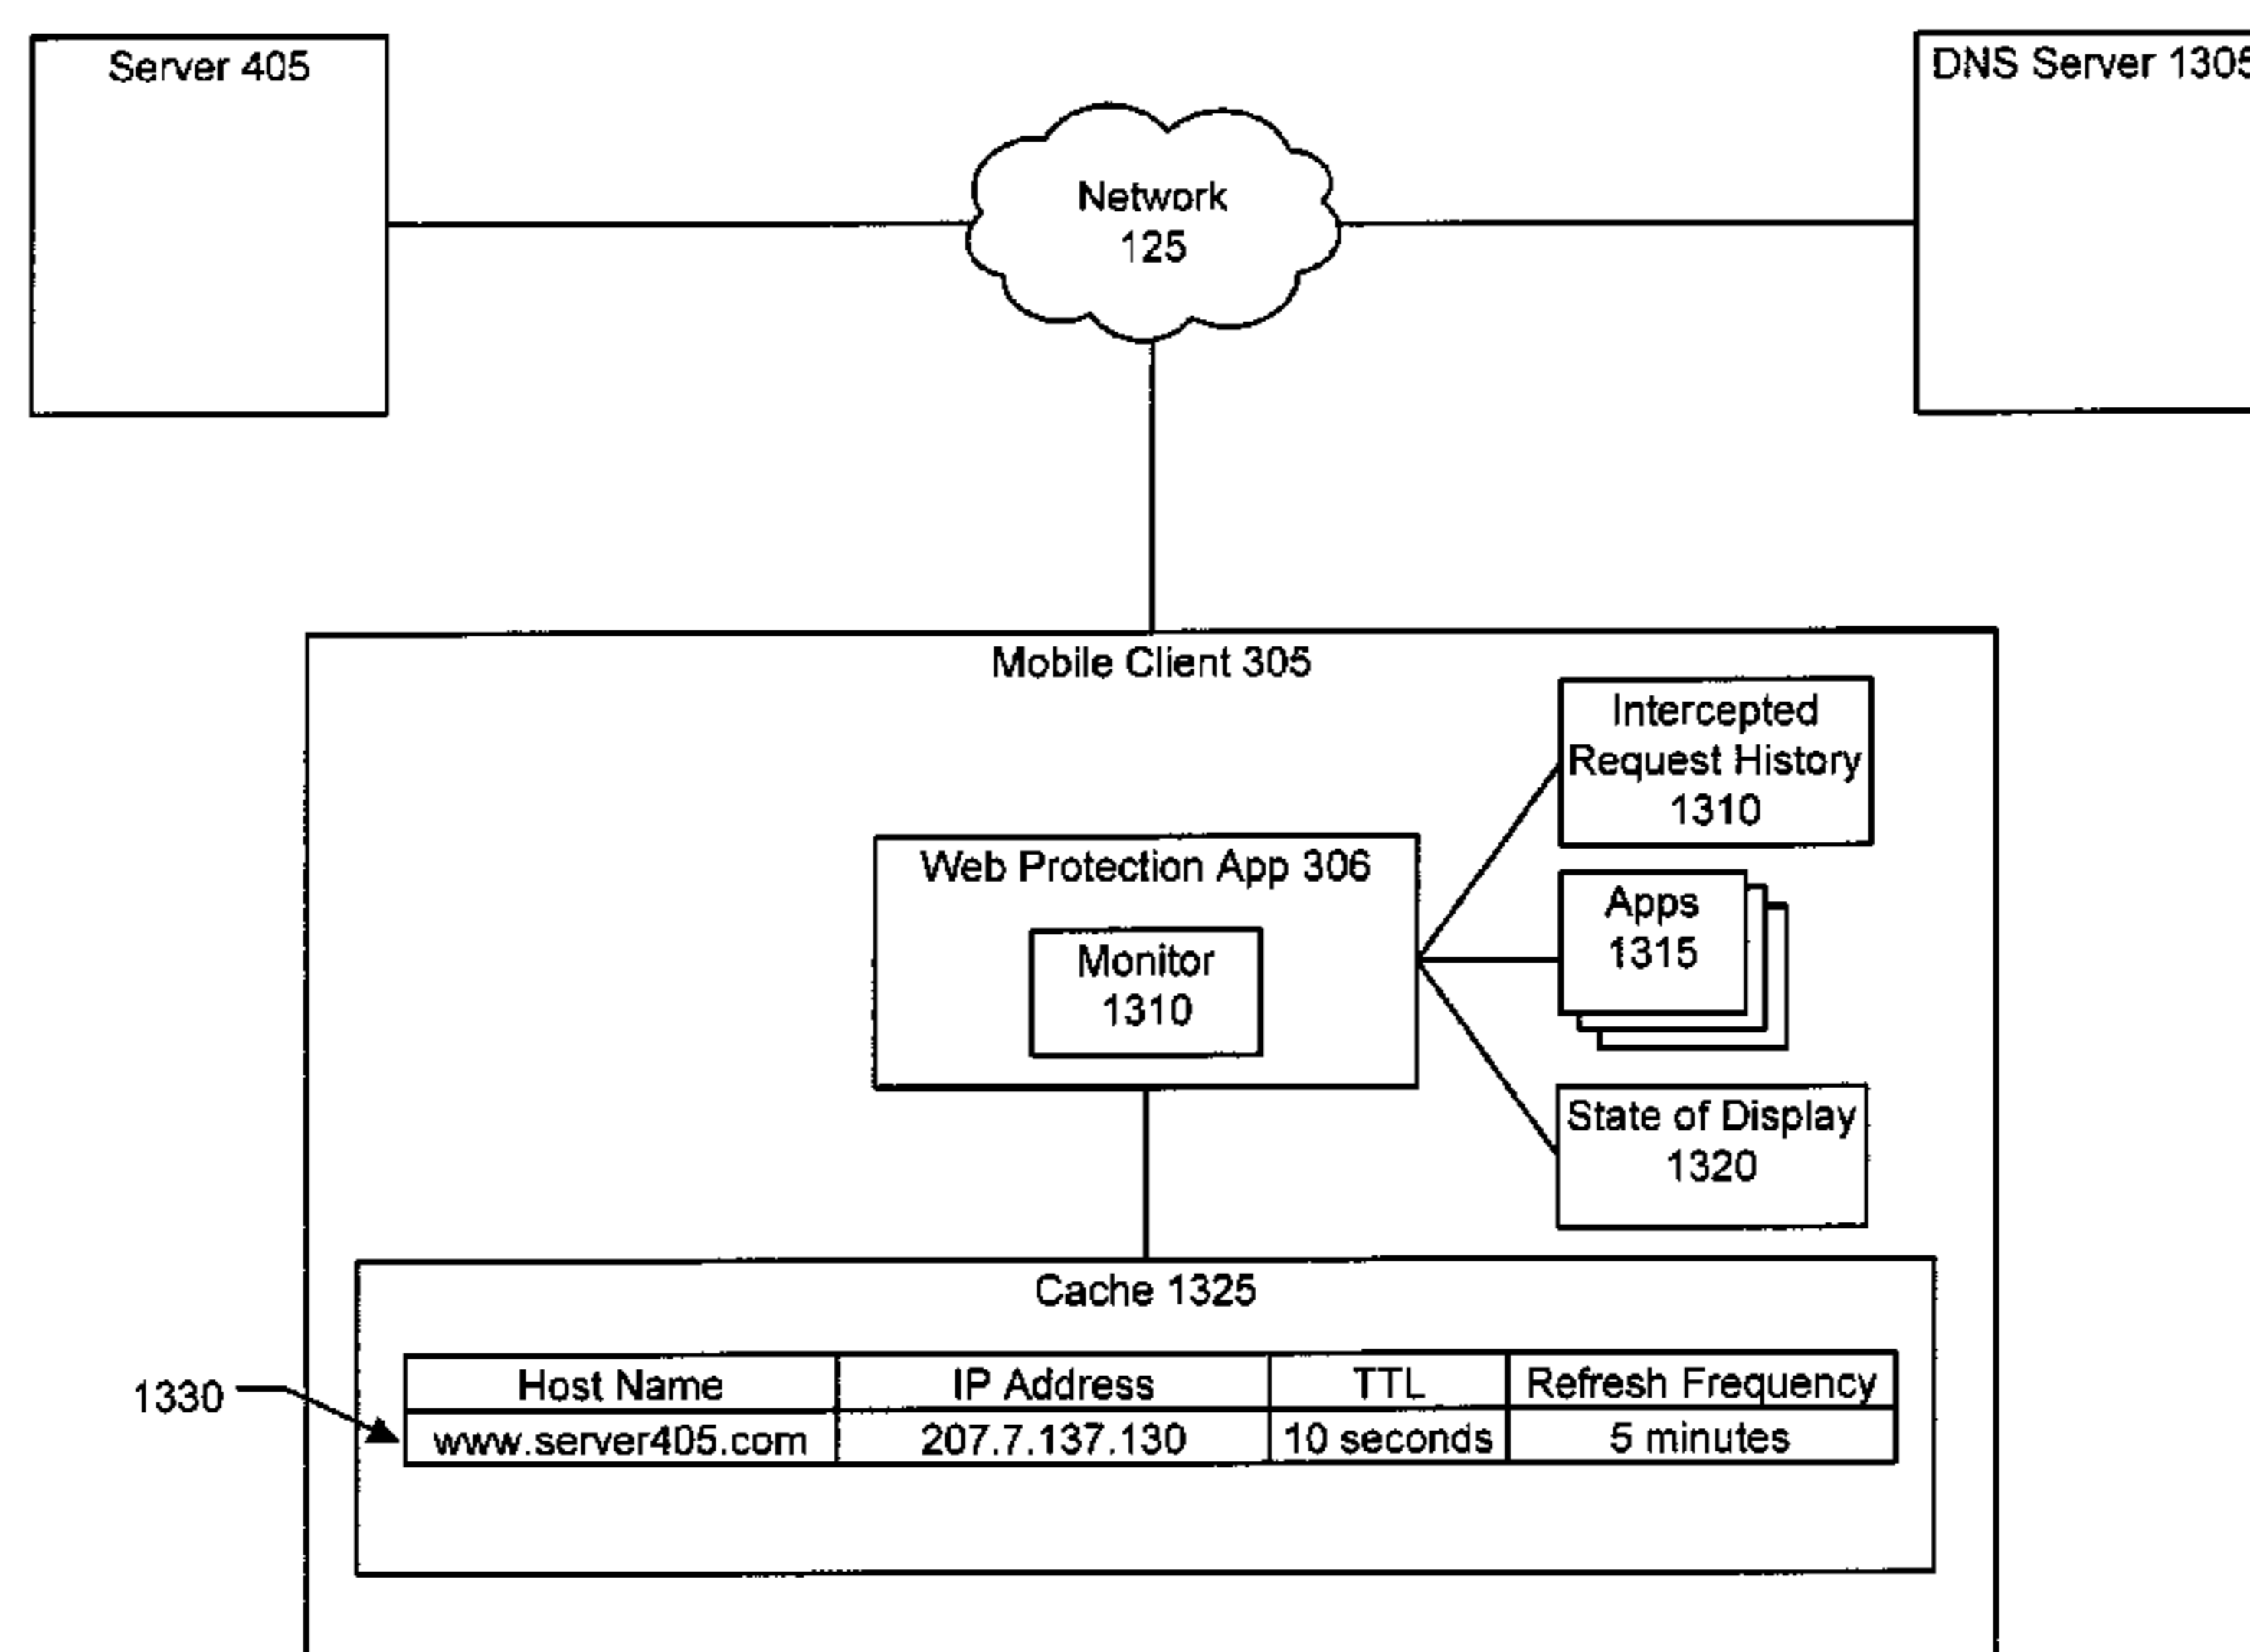 Server 405
DNS Server 1305
Network
125
Mobile Client 305
Intercepted
Request History
1310
Web Protection App 306
Monitor
1310
Apps
1315
State of Display
1320
Cache 1325
1330
Host Name IP Address TTL Refresh Frequency
www.server405.com 207.7.137.130 10 seconds 5 minutes